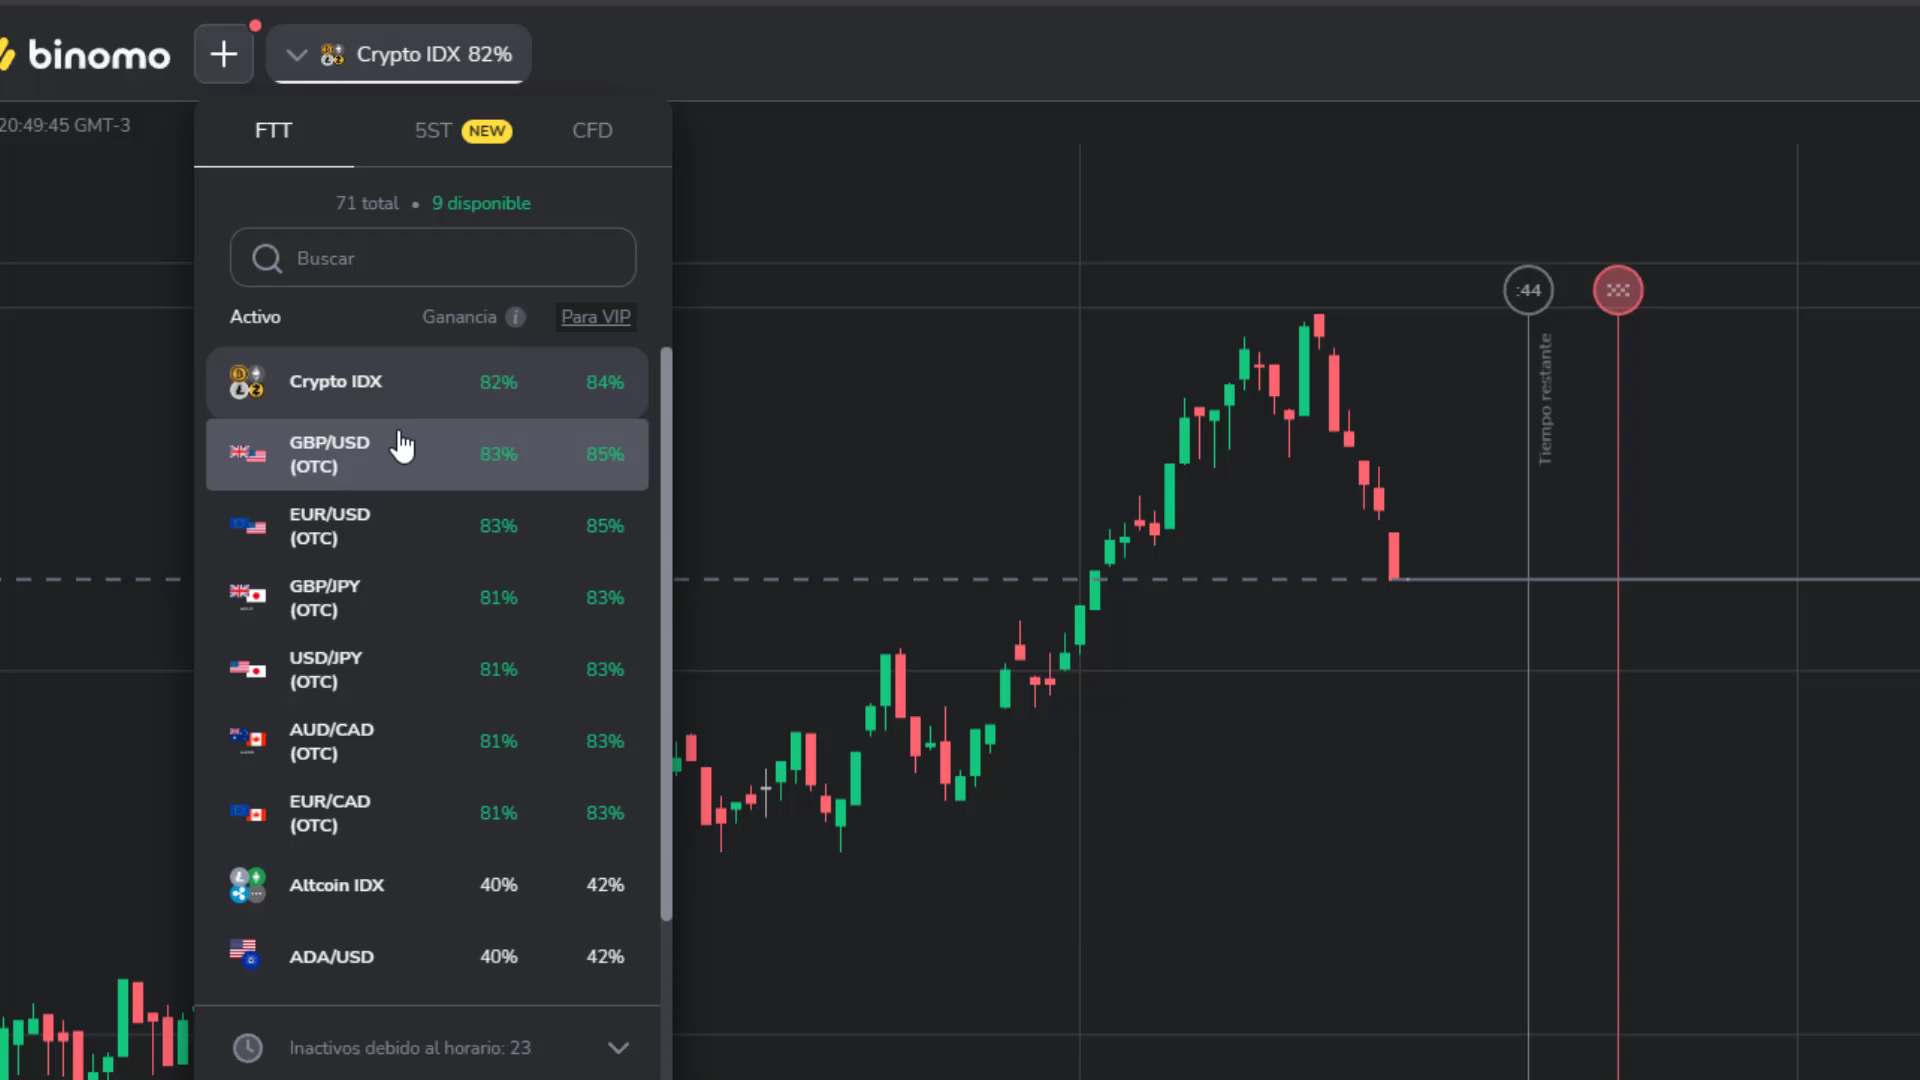 binomo
Crypto IDX 82%
20:49:45 GMT-3
FTT
5ST NEW
CFD
71 total • 9 disponible
Buscar
Activo
Ganancia i
Para VIP
Crypto IDX 82% 84%
GBP/USD
(OTC)
83% 85%
EUR/USD
(OTC)
83% 85%
GBP/JPY
(OTC)
81% 83%
USD/JPY
(OTC)
81% 83%
AUD/CAD
(OTC)
81% 83%
EUR/CAD
(OTC)
81% 83%
Altcoin IDX 40% 42%
ADA/USD 40% 42%
Inactivos debido al horario: 23
:44
Tiempo restante